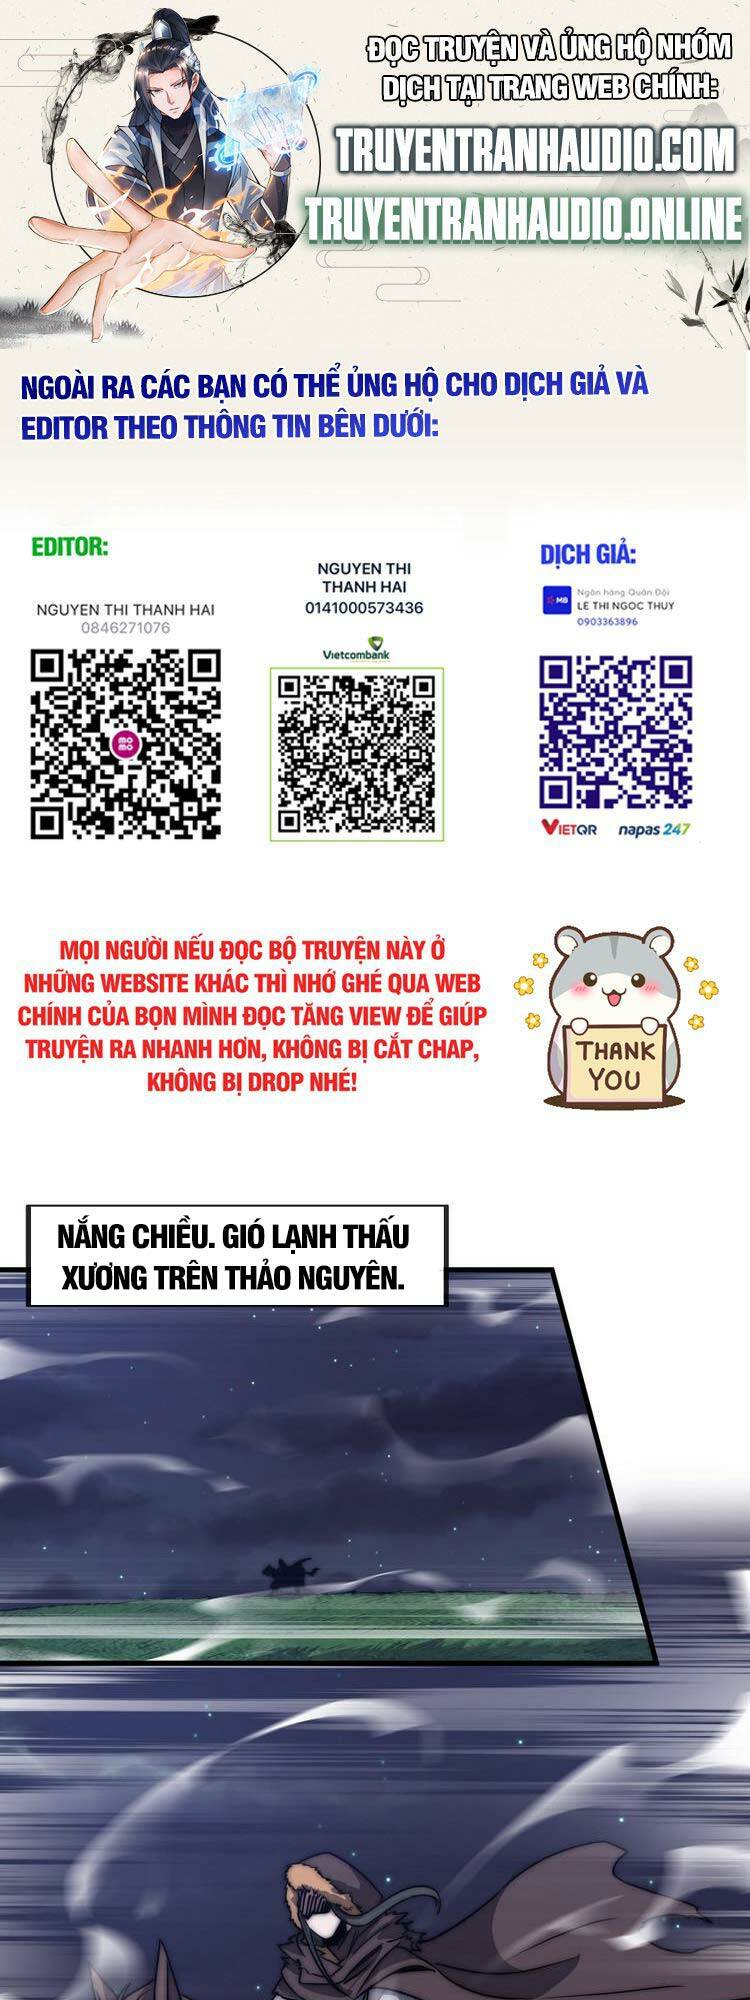 ĐỌC TRUYỆN VÀ ỦNG HỘ NHÓM
DỊCH TẠI TRANG WEB CHÍNH:
TRUYENTRANHAUDIO.COM
TRUYENTRANHAUDIO.ONLINE
NGOÀI RA CÁC BẠN CÓ THỂ ỦNG HỘ CHO DỊCH GIẢ VÀ
EDITOR THEO THÔNG TIN BÊN DƯỚI:
EDITOR:
NGUYEN THI THANH HAI
0846271076
momo
NGUYEN THI
THANH HAI
0141000573436
Vietcombank
DỊCH GIẢ:
MB
Ngân hàng Quân Đội
LE THI NGOC THUY
0903363896
VIETQR napas 247
MỌI NGƯỜI NẾU ĐỌC BỘ TRUYỆN NÀY Ở
NHỮNG WEBSITE KHÁC THÌ NHỚ GHÉ QUA WEB
CHÍNH CỦA BỌN MÌNH ĐỌC TĂNG VIEW ĐỂ GIÚP
TRUYỆN RA NHANH HƠN, KHÔNG BỊ CẮT CHAP,
KHÔNG BỊ DROP NHÉ!
THANK
YOU
NẮNG CHIỀU. GIÓ LẠNH THẤU
XƯƠNG TRÊN THẢO NGUYÊN.